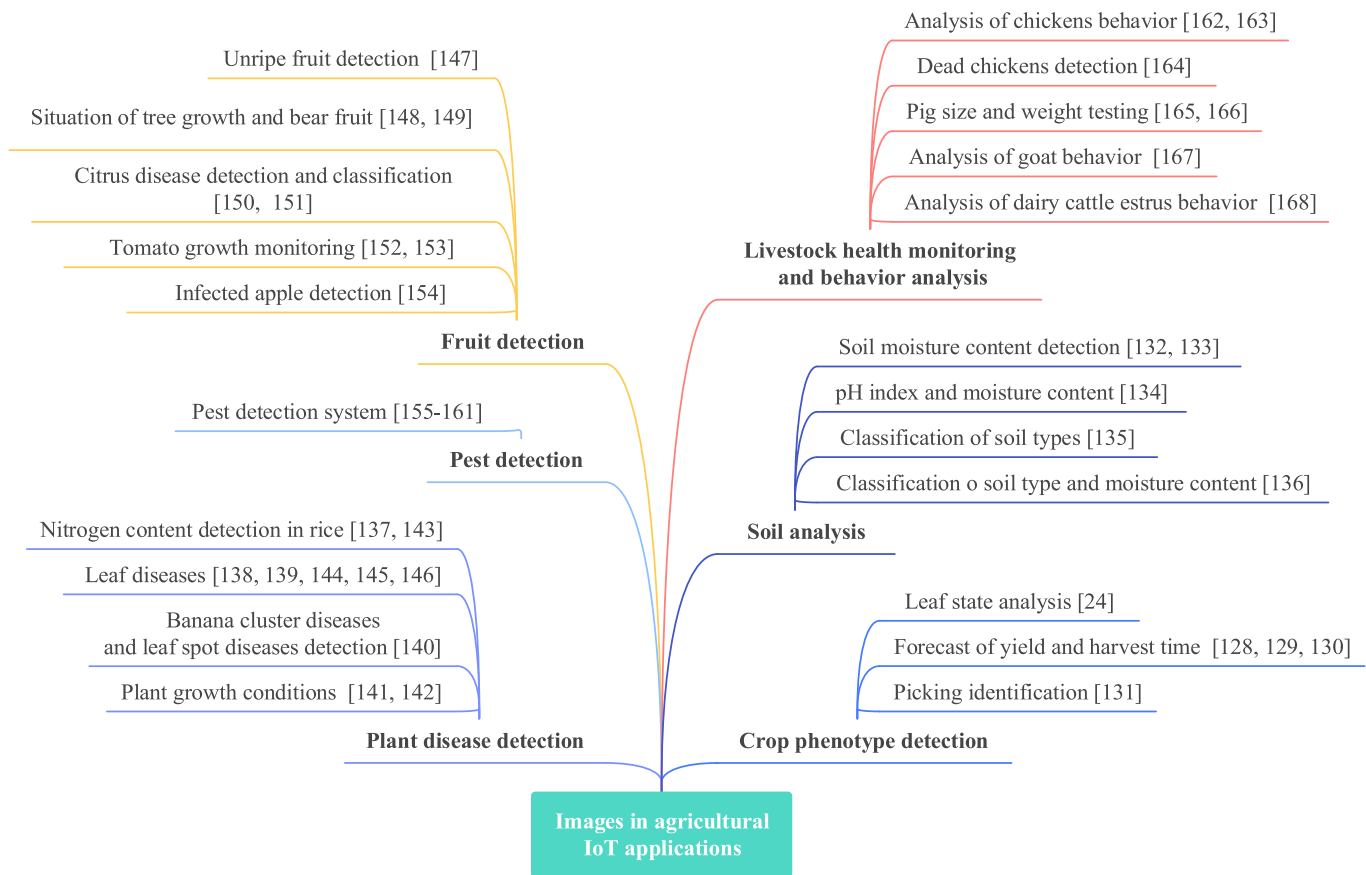 Unripe fruit detection [147]
Situation of tree growth and bear fruit [148, 149]
Citrus disease detection and classification
[150, 151]
Tomato growth monitoring [152, 153]
Infected apple detection [154]
Fruit detection
Pest detection system [155-161]
Pest detection
Nitrogen content detection in rice [137, 143]
Leaf diseases [138, 139, 144, 145, 146]
Banana cluster diseases
and leaf spot diseases detection [140]
Plant growth conditions [141, 142]
Plant disease detection
Analysis of chickens behavior [162, 163]
Dead chickens detection [164]
Pig size and weight testing [165, 166]
Analysis of goat behavior [167]
Analysis of dairy cattle estrus behavior [168]
Livestock health monitoring
and behavior analysis
Soil moisture content detection [132, 133]
pH index and moisture content [134]
Classification of soil types [135]
Classification o soil type and moisture content [136]
Soil analysis
Leaf state analysis [24]
Forecast of yield and harvest time [128, 129, 130]
Picking identification [131]
Crop phenotype detection
Images in agricultural
IoT applications